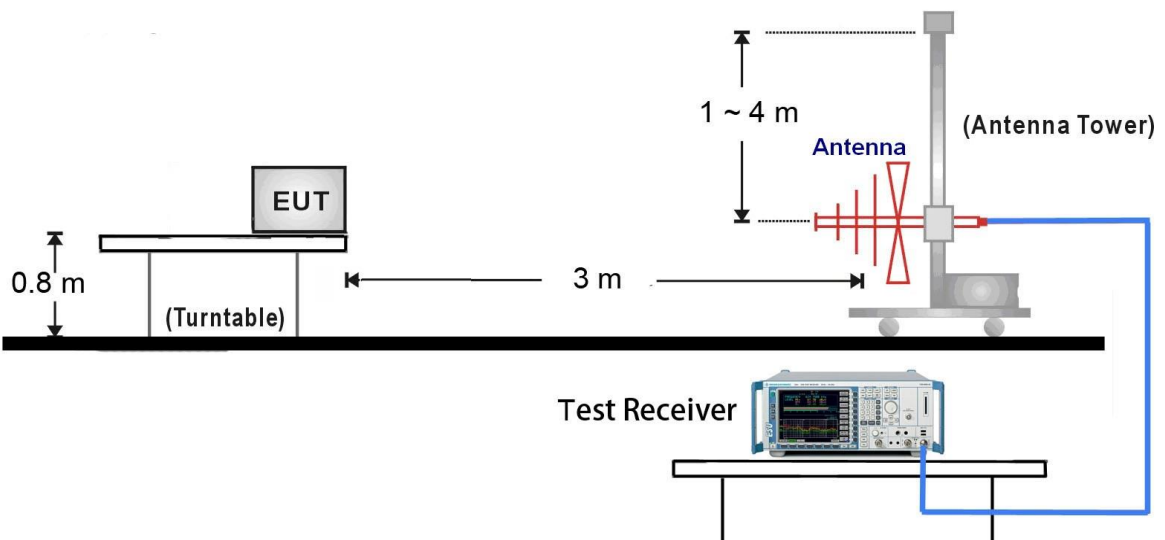 1 ~ 4 m
(Antenna Tower)
Antenna
EUT
0.8 m
3 m
(Turntable)
Test Receiver